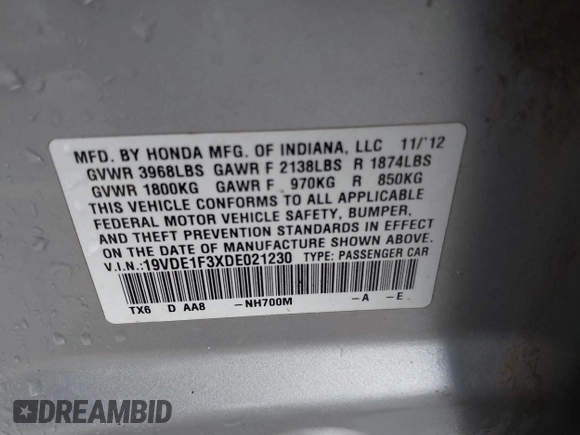 MFD. BY HONDA MFG. OF INDIANA, LLC 11/'12
GVWR 3968LBS GAWR F 2138LBS R 1874LBS
GVWR 1800KG GAWR F 970KG R 850KG
THIS VEHICLE CONFORMS TO ALL APPLICABLE
FEDERAL MOTOR VEHICLE SAFETY, BUMPER,
AND THEFT PREVENTION STANDARDS IN EFFECT
ON THE DATE OF MANUFACTURE SHOWN ABOVE.
V.I.N.:19VDE1F3XDE021230 TYPE: PASSENGER CAR
TX6 D AA8 -NH700M -A -E
DREAMBID